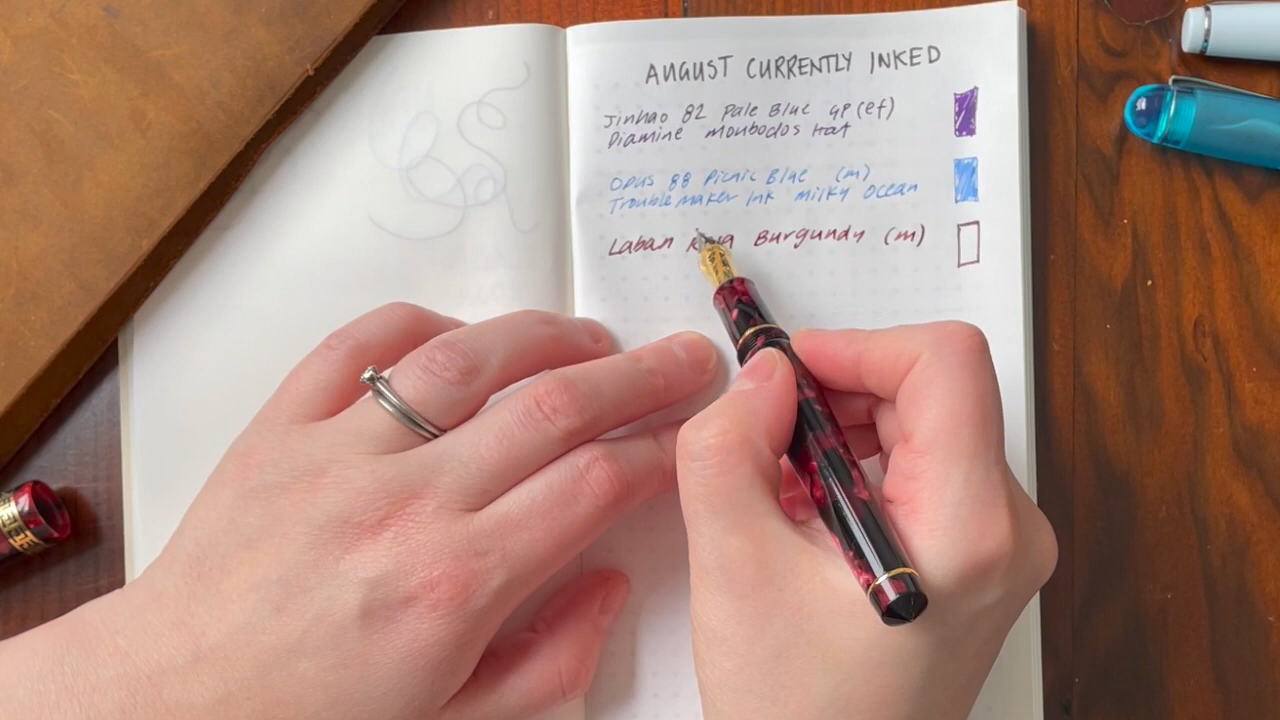 AUGUST CURRENTLY INKED
Jinhao 82 Pale Blue GP (ef)
Diamine Hat
Opus 88 Picnic Blue (m)
Troublemaker Ink Milky Ocean
Laban Burgundy (m)